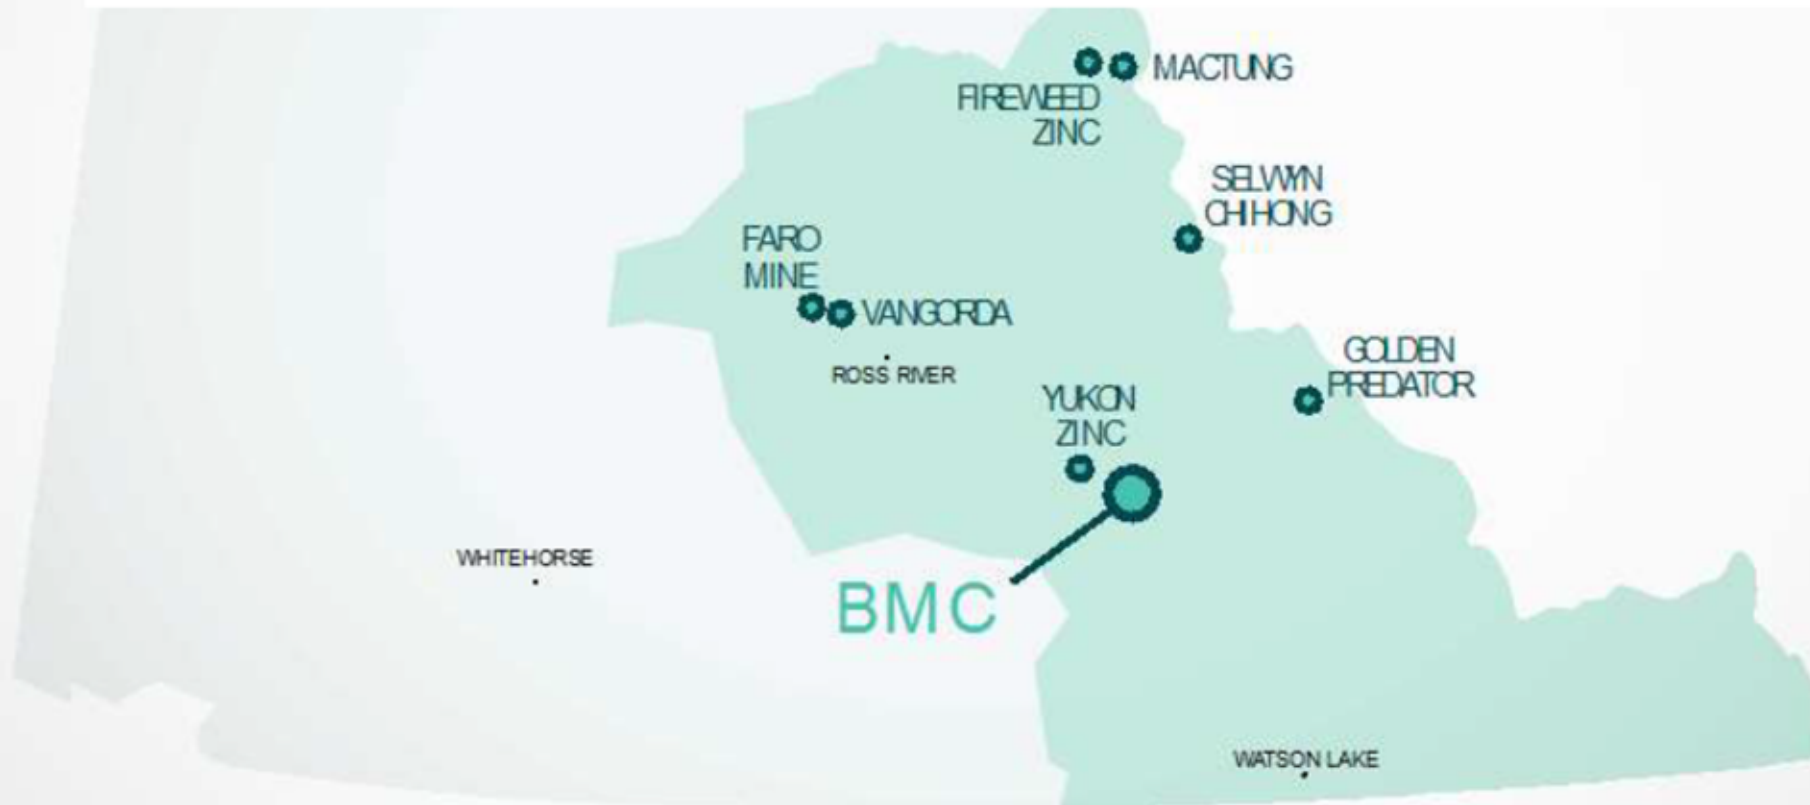 MACTUNG
FIREWEED
ZINC
SELWYN
CHIHONG
FARO
MINE
VANGORDA
GOLDEN
PREDATOR
ROSS RIVER
YUKON
ZINC
WHITEHORSE
BMC
WATSON LAKE